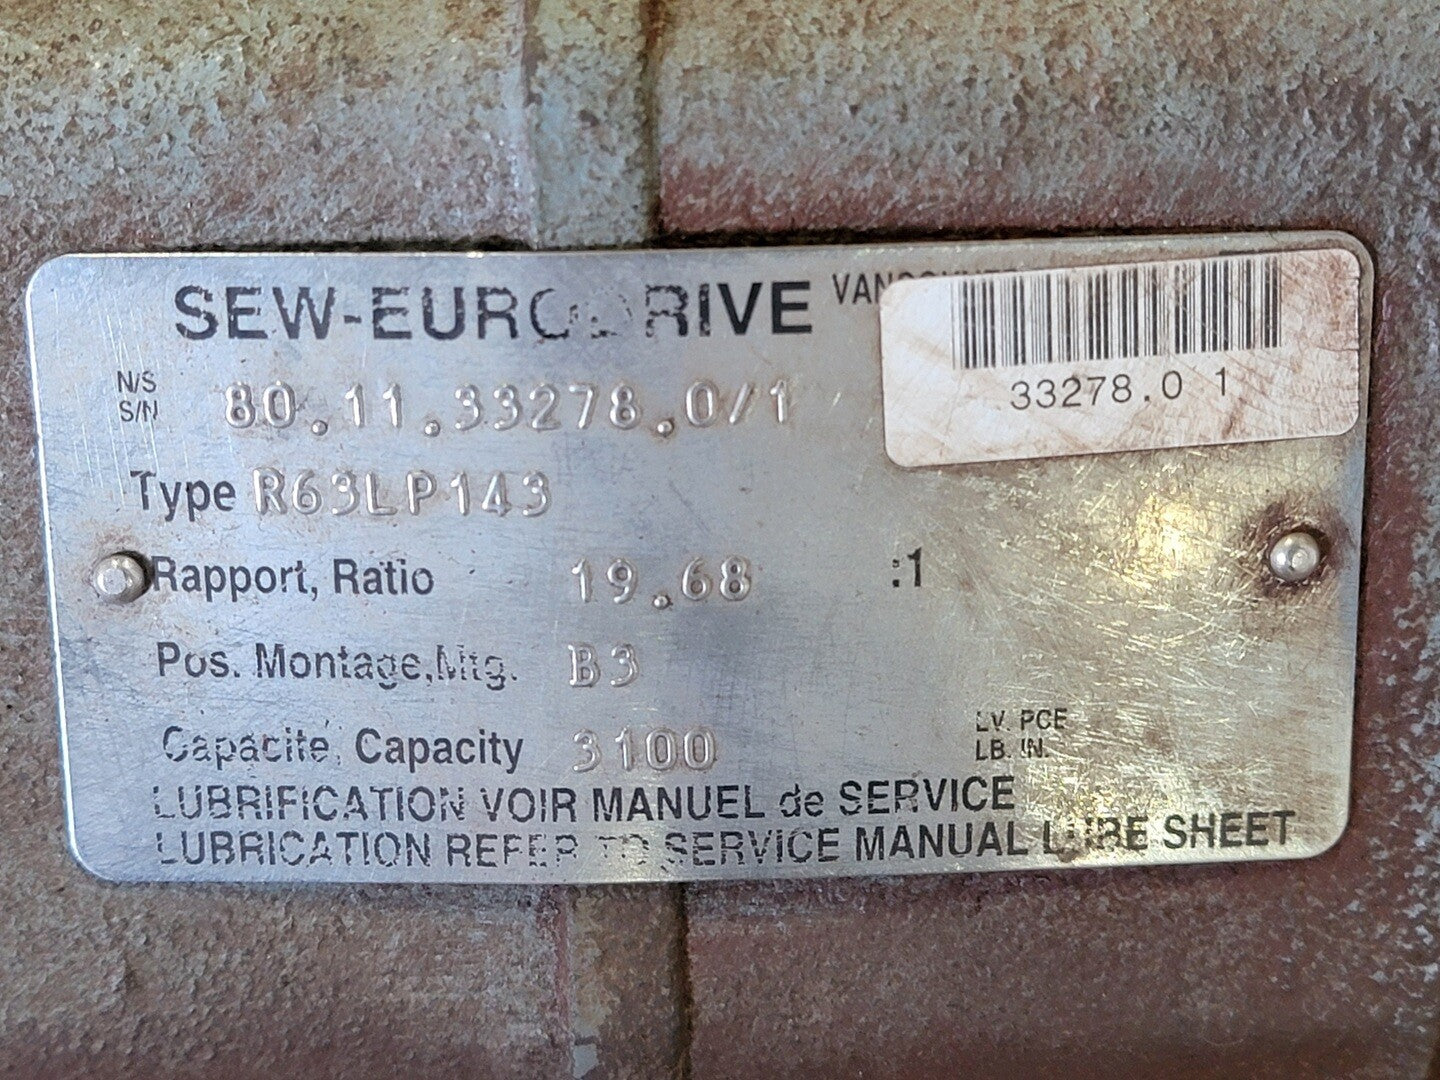 SEW-EURODRIVE
33278.0 1
N/S
S/N 80.11.33278.0/1
Type R63LP143
Rapport, Ratio 19.68 :1
Pos. Montage,Mtg. B3
Capacité, Capacity 3100 LV. PCE
LB. IN.
LUBRIFICATION VOIR MANUEL de SERVICE
LUBRICATION REFER TO SERVICE MANUAL LUBE SHEET